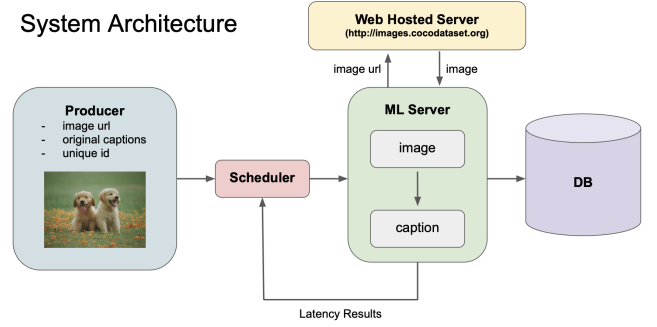 System Architecture
Web Hosted Server
(http://images.cocodataset.org)
image url
image
Producer
- image url
- original captions
- unique id
Scheduler
ML Server
image
caption
DB
Latency Results